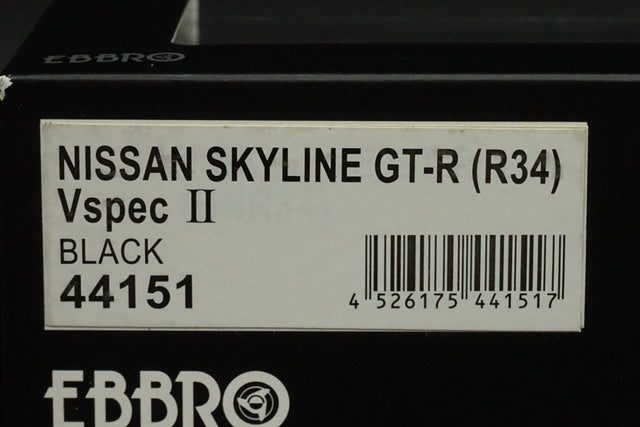 EBBRO
NISSAN SKYLINE GT-R (R34)
Vspec II
BLACK
44151
4 526175 441517
EBBRO